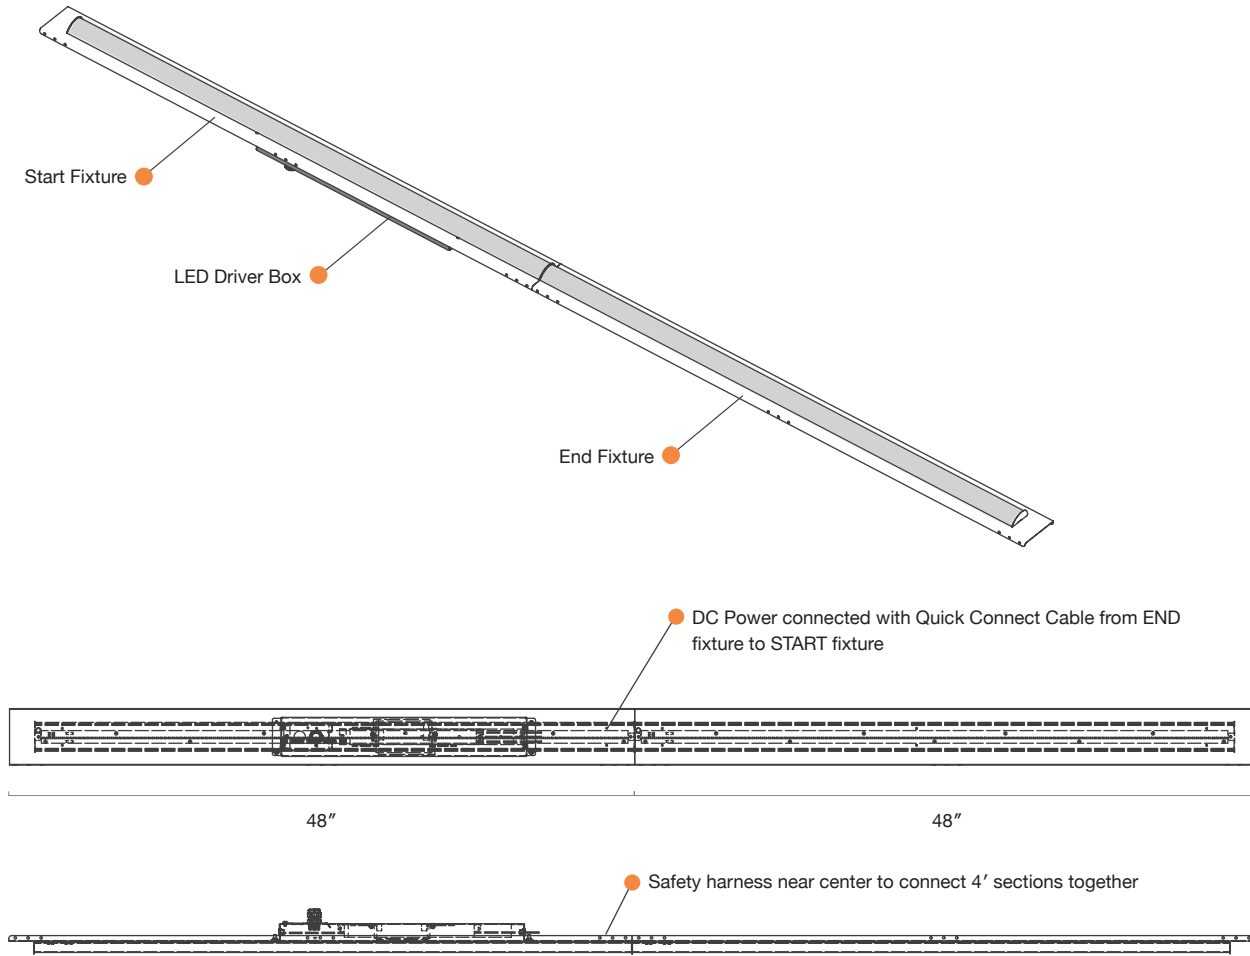 Start Fixture
LED Driver Box
End Fixture
DC Power connected with Quick Connect Cable from END
fixture to START fixture
48″
48″
Safety harness near center to connect 4′ sections together